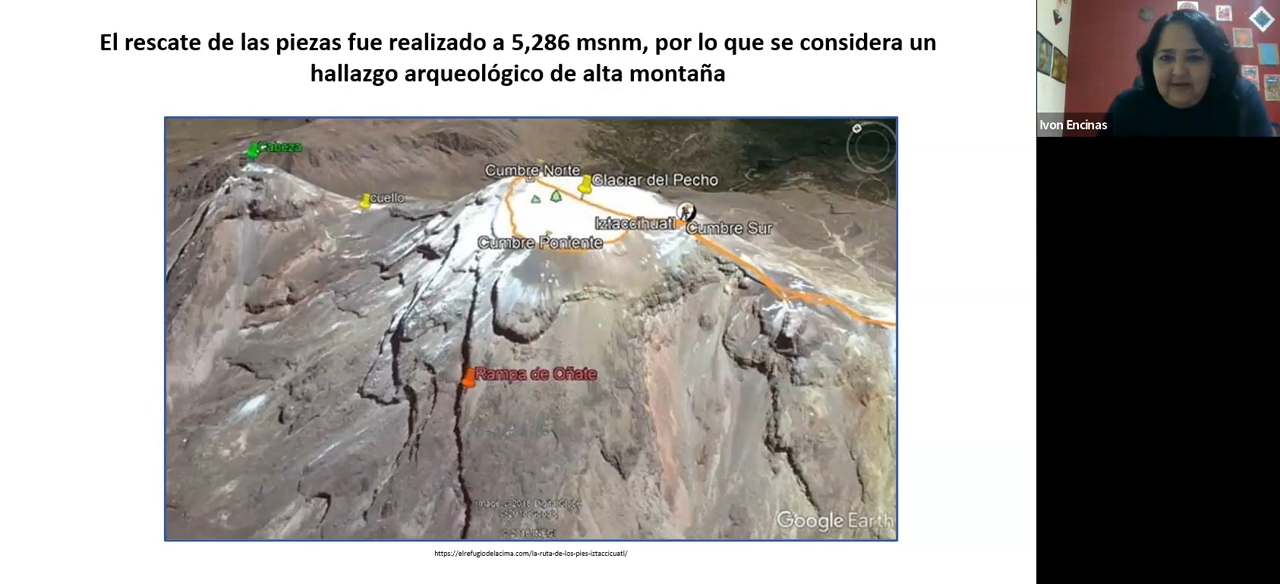 El rescate de las piezas fue realizado a 5,286 msnm, por lo que se considera un
hallazgo arqueológico de alta montaña
Ivon Encinas
cabeza
cuello
Cumbre Norte
Glaciar del Pecho
Iztaccihuatl
Cumbre Sur
Cumbre Poniente
Rampa de Oñate
Google Earth
https://elrefugiodelacima.com/la-ruta-de-los-pies-iztaccicuatl/